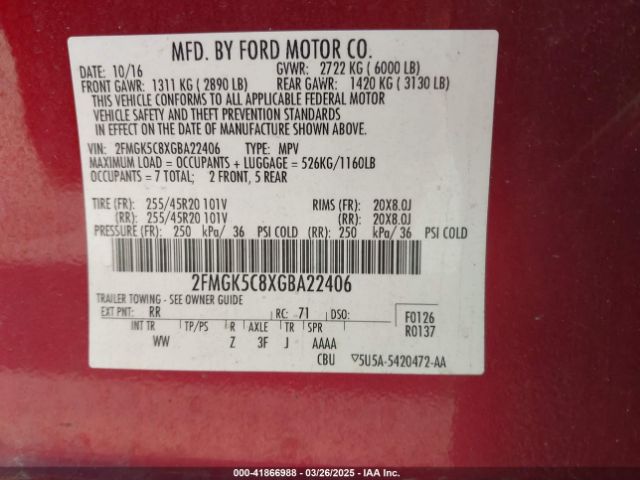 MFD. BY FORD MOTOR CO.
DATE: 10/16 GVWR: 2722 KG ( 6000 LB)
FRONT GAWR: 1311 KG ( 2890 LB) REAR GAWR: 1420 KG ( 3130 LB)
THIS VEHICLE CONFORMS TO ALL APPLICABLE FEDERAL MOTOR
VEHICLE SAFETY AND THEFT PREVENTION STANDARDS
IN EFFECT ON THE DATE OF MANUFACTURE SHOWN ABOVE.
VIN: 2FMGK5C8XGBA22406 TYPE: MPV
MAXIMUM LOAD = OCCUPANTS + LUGGAGE = 526KG/1160LB
OCCUPANTS = 7 TOTAL; 2 FRONT, 5 REAR
TIRE (FR): 255/45R20 101V RIMS (FR): 20X8.0J
(RR): 255/45R20 101V (RR): 20X8.0J
PRESSURE (FR): 250 kPa/ 36 PSI COLD (RR): 250 kPa/ 36 PSI COLD
2FMGK5C8XGBA22406
TRAILER TOWING - SEE OWNER GUIDE
EXT PNT: RR RC: 71 DSO: F0126
INT TR TP/PS R AXLE TR SPR R0137
WW Z 3F J AAAA
CBU ▽5U5A-5420472-AA
000-41866988 | 03/26/2025 | IAA Inc.